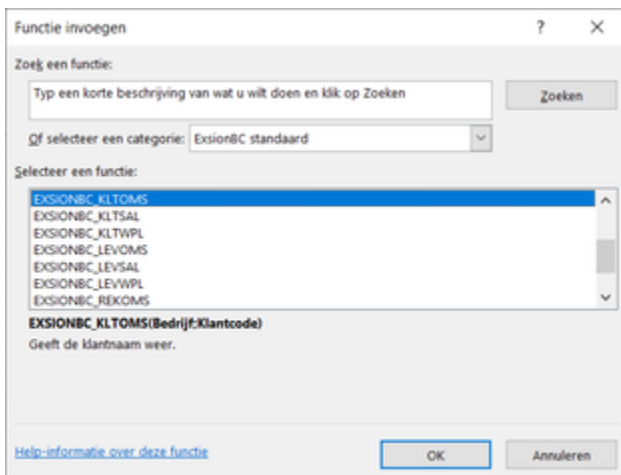 Functie invoegen
Zoek een functie:
Typ een korte beschrijving van wat u wilt doen en klik op Zoeken
Zoeken
Of selecteer een categorie: ExsionBC standaard
Selecteer een functie:
EXSIONBC_KLTOMS
EXSIONBC_KLTSAL
EXSIONBC_KLTWPL
EXSIONBC_LEVOMS
EXSIONBC_LEVSAL
EXSIONBC_LEVWPL
EXSIONBC_REKOMS
EXSIONBC_KLTOMS(Bedrijf;Klantcode)
Geeft de klantnaam weer.
Help-informatie over deze functie
OK
Annuleren